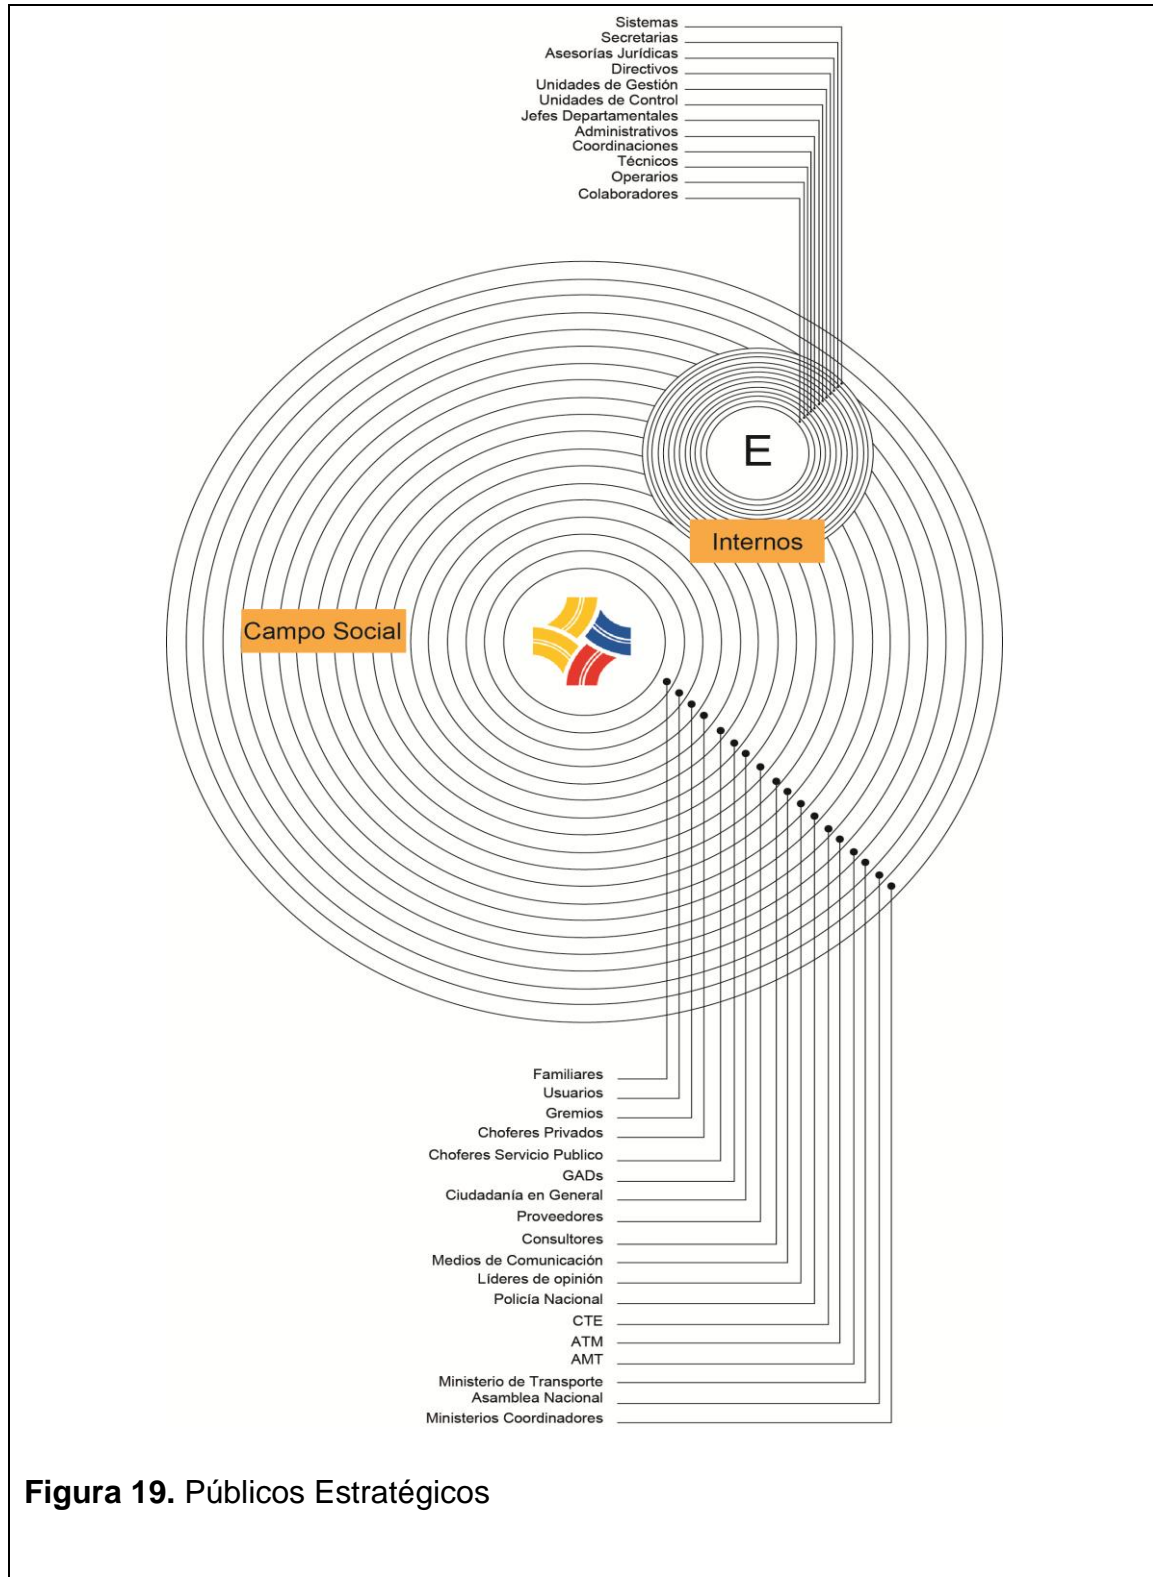 Sistemas
Secretarias
Asesorías Jurídicas
Directivos
Unidades de Gestión
Unidades de Control
Jefes Departamentales
Administrativos
Coordinaciones
Técnicos
Operarios
Colaboradores
E
Internos
Campo Social
Familiares
Usuarios
Gremios
Choferes Privados
Choferes Servicio Publico
GADs
Ciudadanía en General
Proveedores
Consultores
Medios de Comunicación
Líderes de opinión
Policía Nacional
CTE
ATM
AMT
Ministerio de Transporte
Asamblea Nacional
Ministerios Coordinadores
Figura 19. Públicos Estratégicos